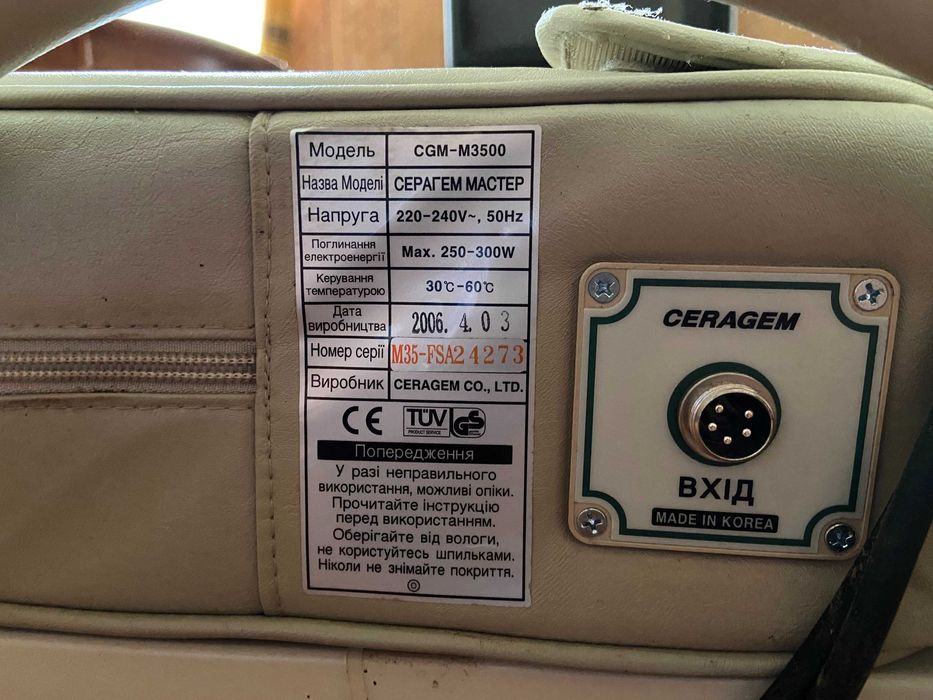 Модель CGM-M3500
Назва Моделі СЕРАГЕМ МАСТЕР
Напруга 220-240V~, 50Hz
Поглинання
електроенергії Max. 250-300W
Керування
температурою 30℃-60℃
Дата
виробництва 2006. 4. 03
Номер серії M35-FSA24273
Виробник CERAGEM CO., LTD.
CE TÜV GS
PRODUCT SERVICE
Попередження
У разі неправильного
використання, можливі опіки.
Прочитайте інструкцію
перед використанням.
Оберігайте від вологи,
не користуйтесь шпильками.
Ніколи не знімайте покриття.
CERAGEM
ВХІД
MADE IN KOREA